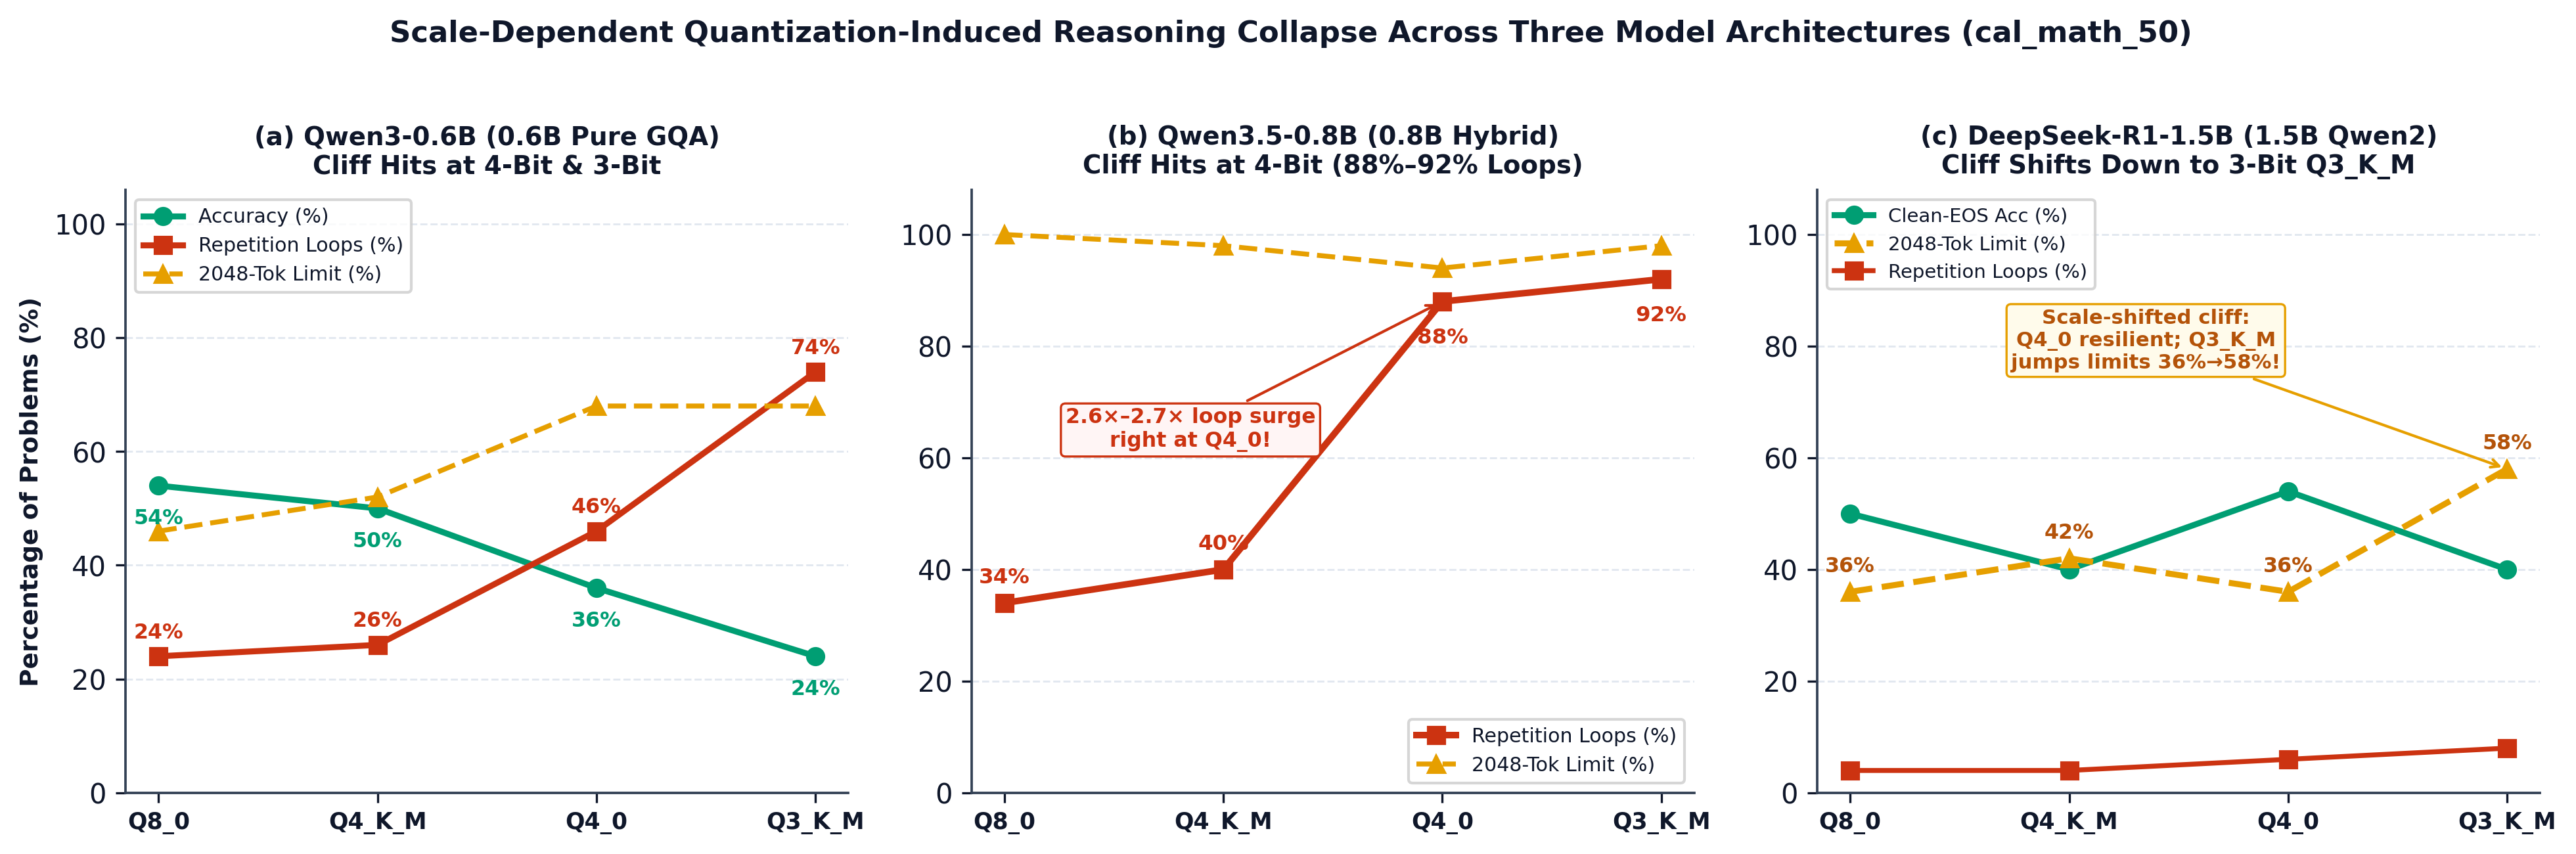 Scale-Dependent Quantization-Induced Reasoning Collapse Across Three Model Architectures (cal_math_50)
(a) Qwen3-0.6B (0.6B Pure GQA)
Cliff Hits at 4-Bit & 3-Bit
Percentage of Problems (%)
100
80
60
40
20
0
Accuracy (%)
Repetition Loops (%)
2048-Tok Limit (%)
54%
50%
36%
24%
24%
26%
46%
74%
Q8_0
Q4_K_M
Q4_0
Q3_K_M
(b) Qwen3.5-0.8B (0.8B Hybrid)
Cliff Hits at 4-Bit (88%–92% Loops)
100
80
60
40
20
0
2.6×–2.7× loop surge
right at Q4_0!
34%
40%
88%
92%
Repetition Loops (%)
2048-Tok Limit (%)
Q8_0
Q4_K_M
Q4_0
Q3_K_M
(c) DeepSeek-R1-1.5B (1.5B Qwen2)
Cliff Shifts Down to 3-Bit Q3_K_M
100
80
60
40
20
0
Clean-EOS Acc (%)
2048-Tok Limit (%)
Repetition Loops (%)
Scale-shifted cliff:
Q4_0 resilient; Q3_K_M
jumps limits 36%→58%!
36%
42%
36%
58%
Q8_0
Q4_K_M
Q4_0
Q3_K_M